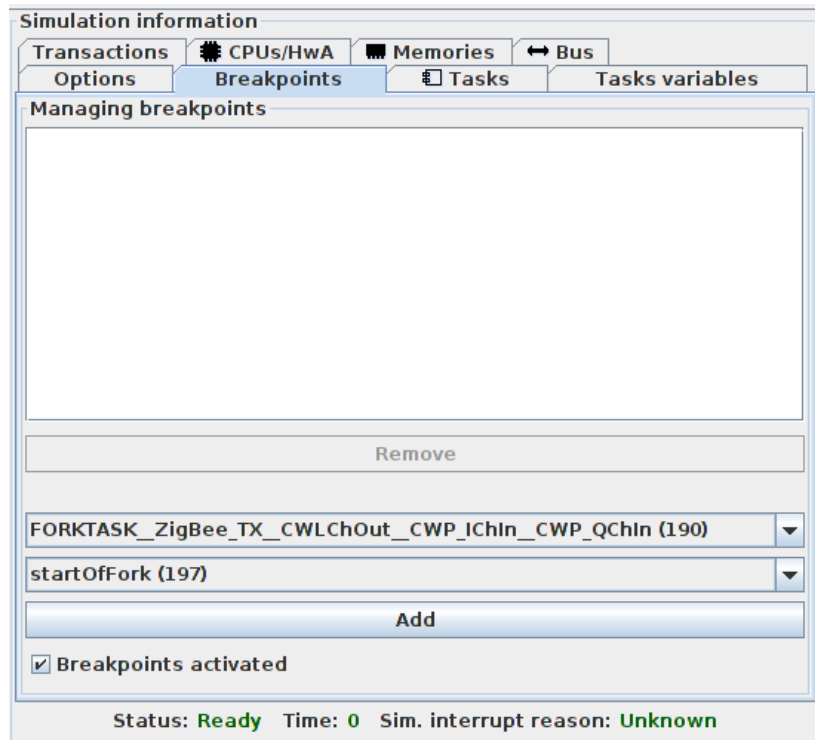 Simulation information
Transactions CPUs/HwA Memories Bus
Options Breakpoints Tasks Tasks variables
Managing breakpoints
Remove
FORKTASK__ZigBee_TX__CWLChOut__CWP_IChIn__CWP_QChIn (190)
startOfFork (197)
Add
Breakpoints activated
Status: Ready Time: 0 Sim. interrupt reason: Unknown